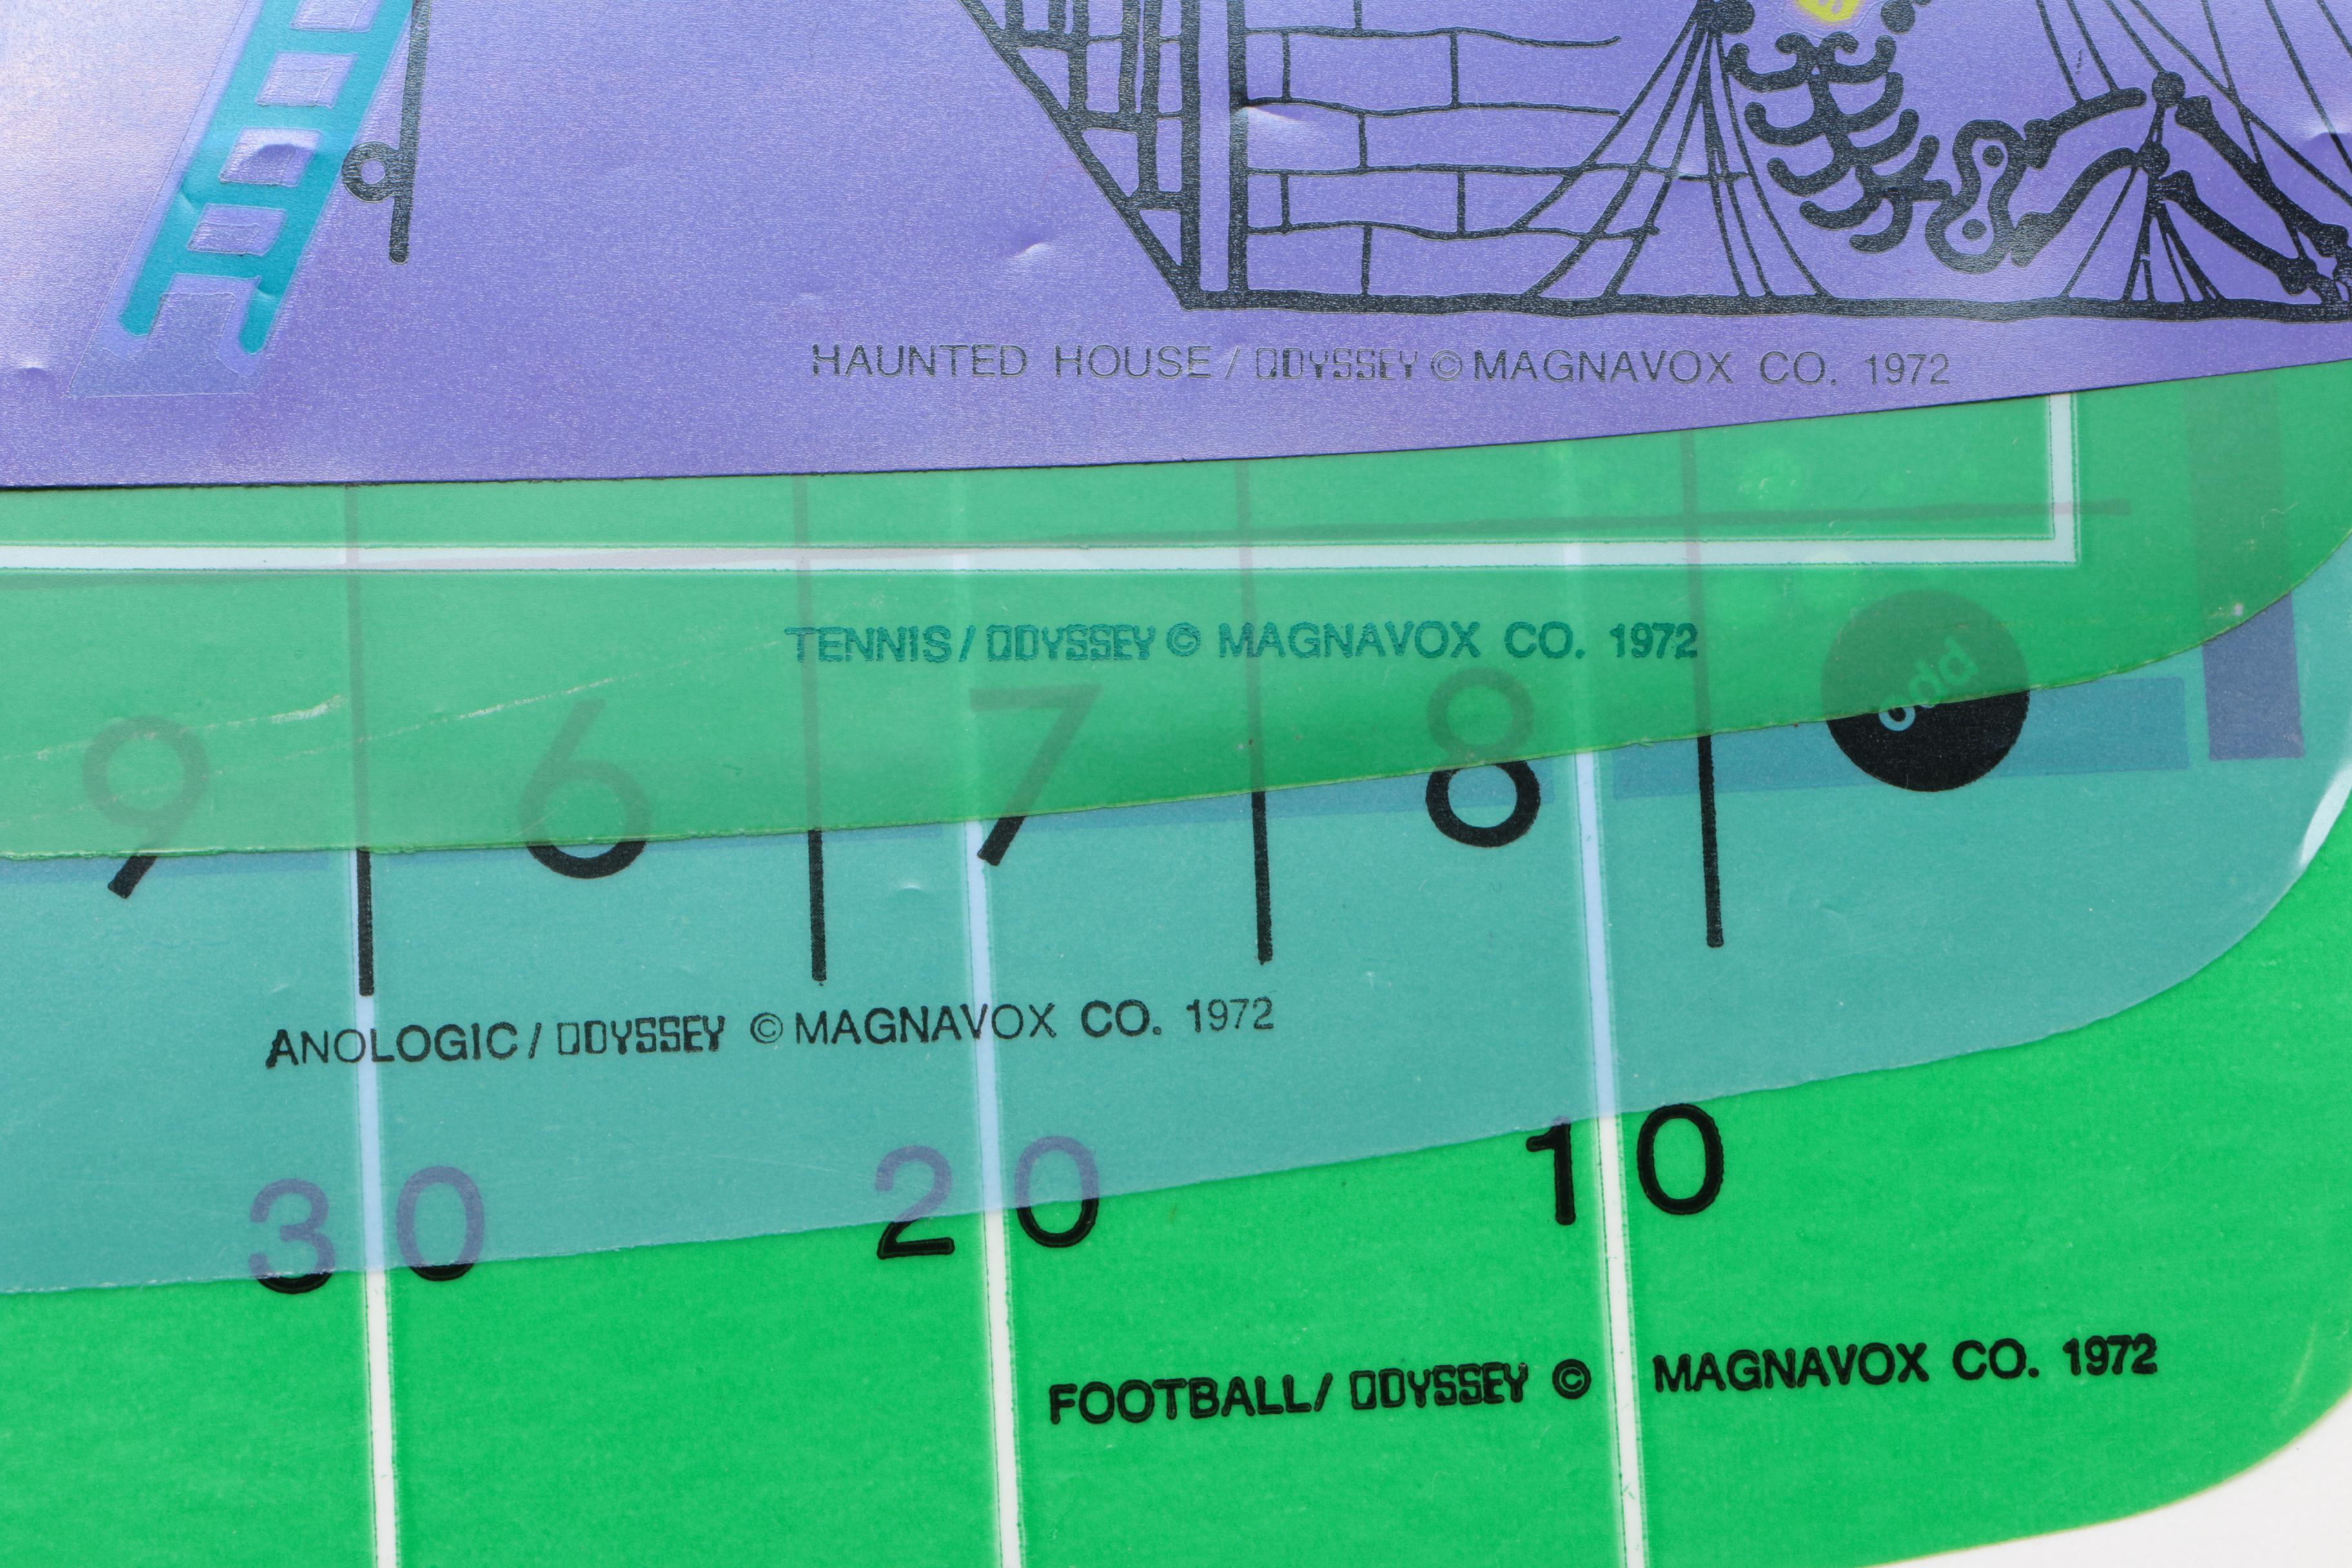 HAUNTED HOUSE / ODYSSEY © MAGNAVOX CO. 1972
TENNIS / ODYSSEY © MAGNAVOX CO. 1972
9 6 7 8 odd
ANOLOGIC / ODYSSEY © MAGNAVOX CO. 1972
30 20 10
FOOTBALL / ODYSSEY © MAGNAVOX CO. 1972